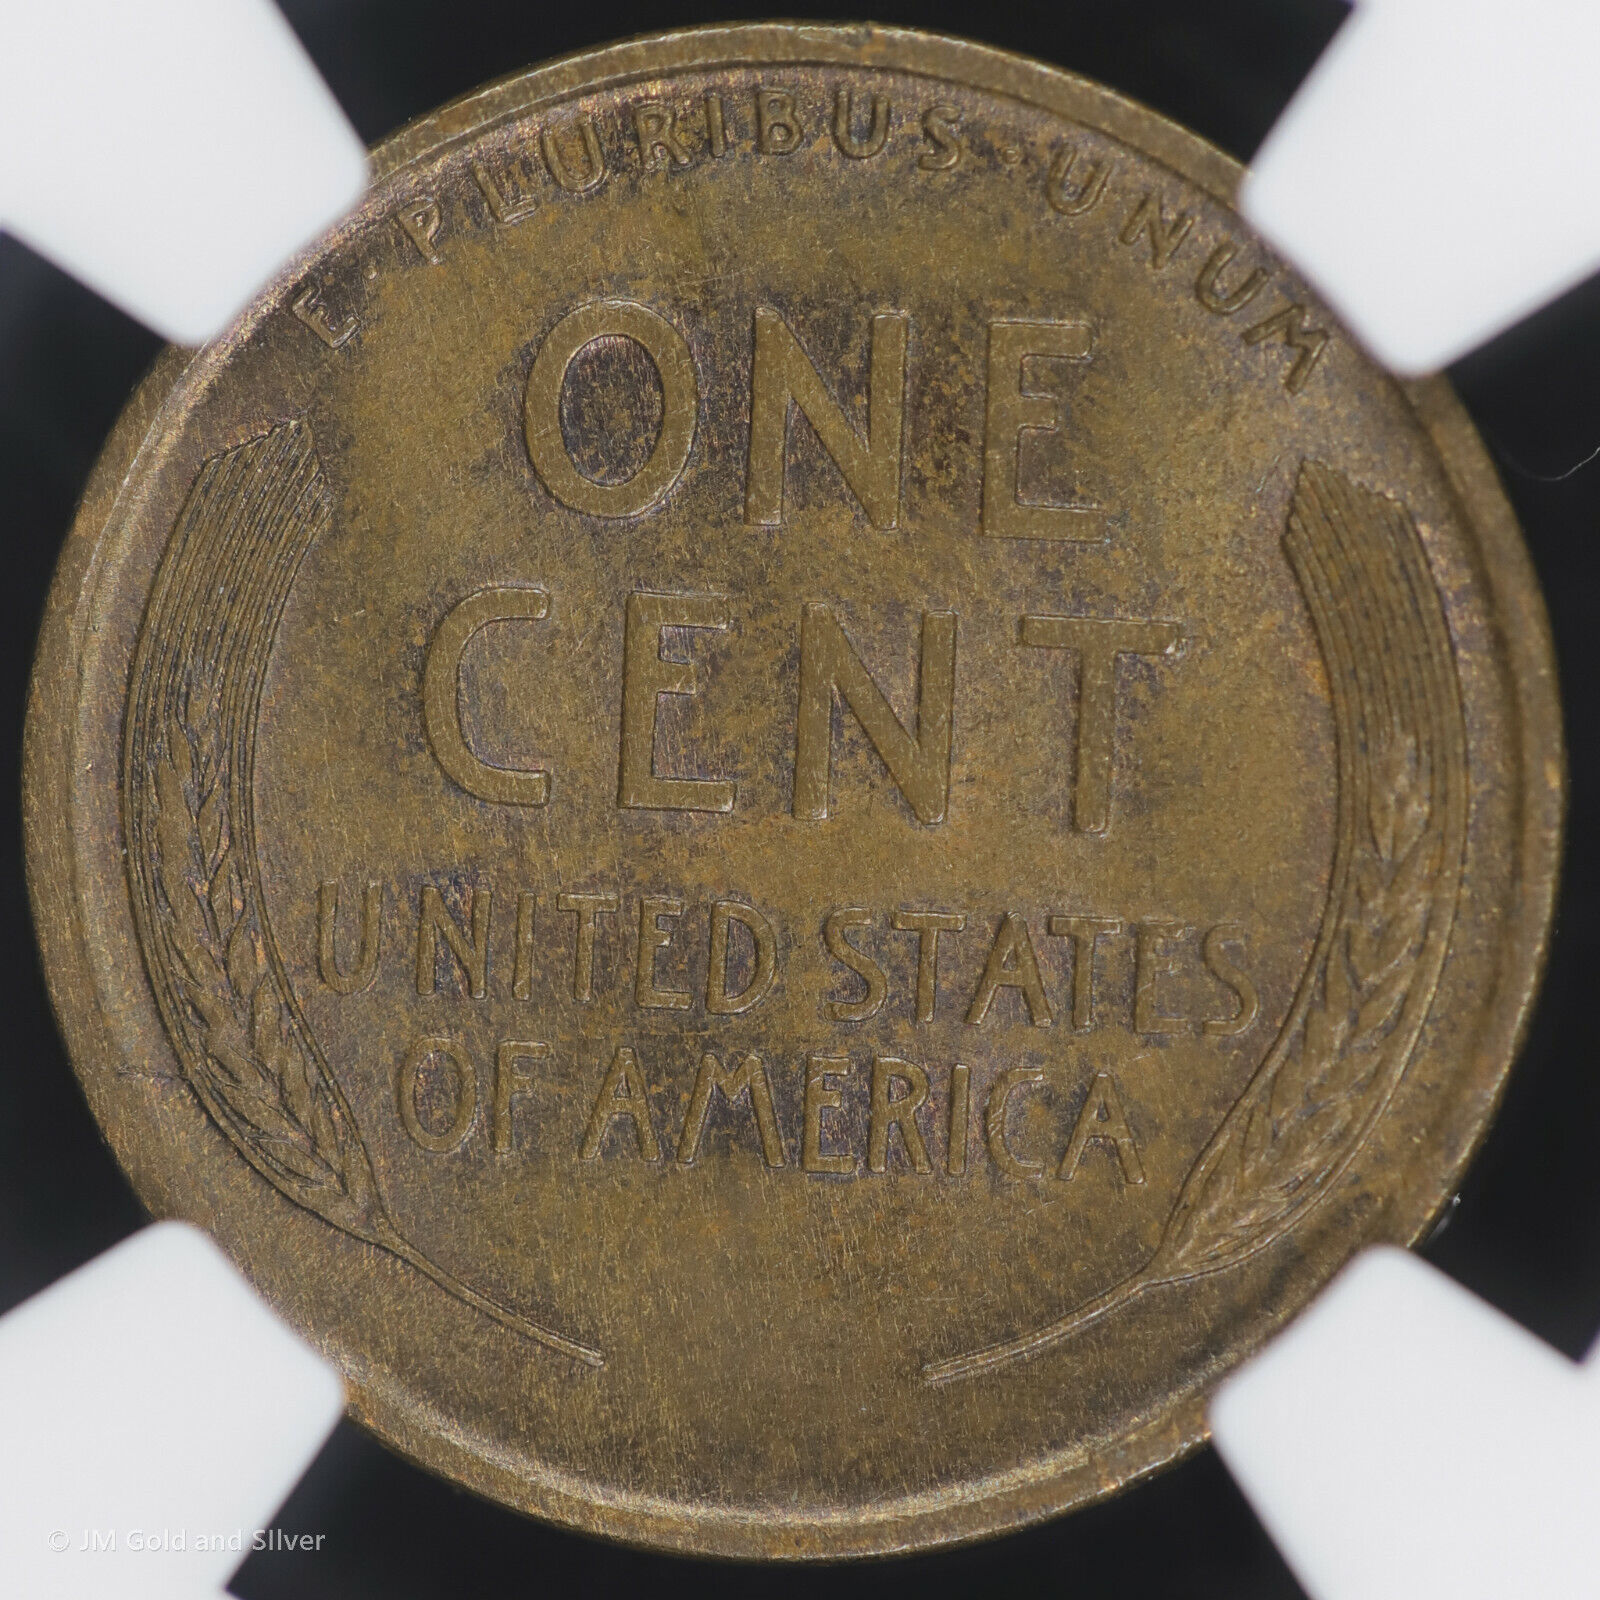 E·PLURIBUS·UNUM
ONE
CENT
UNITED STATES
OF AMERICA
© JM Gold and SIlver